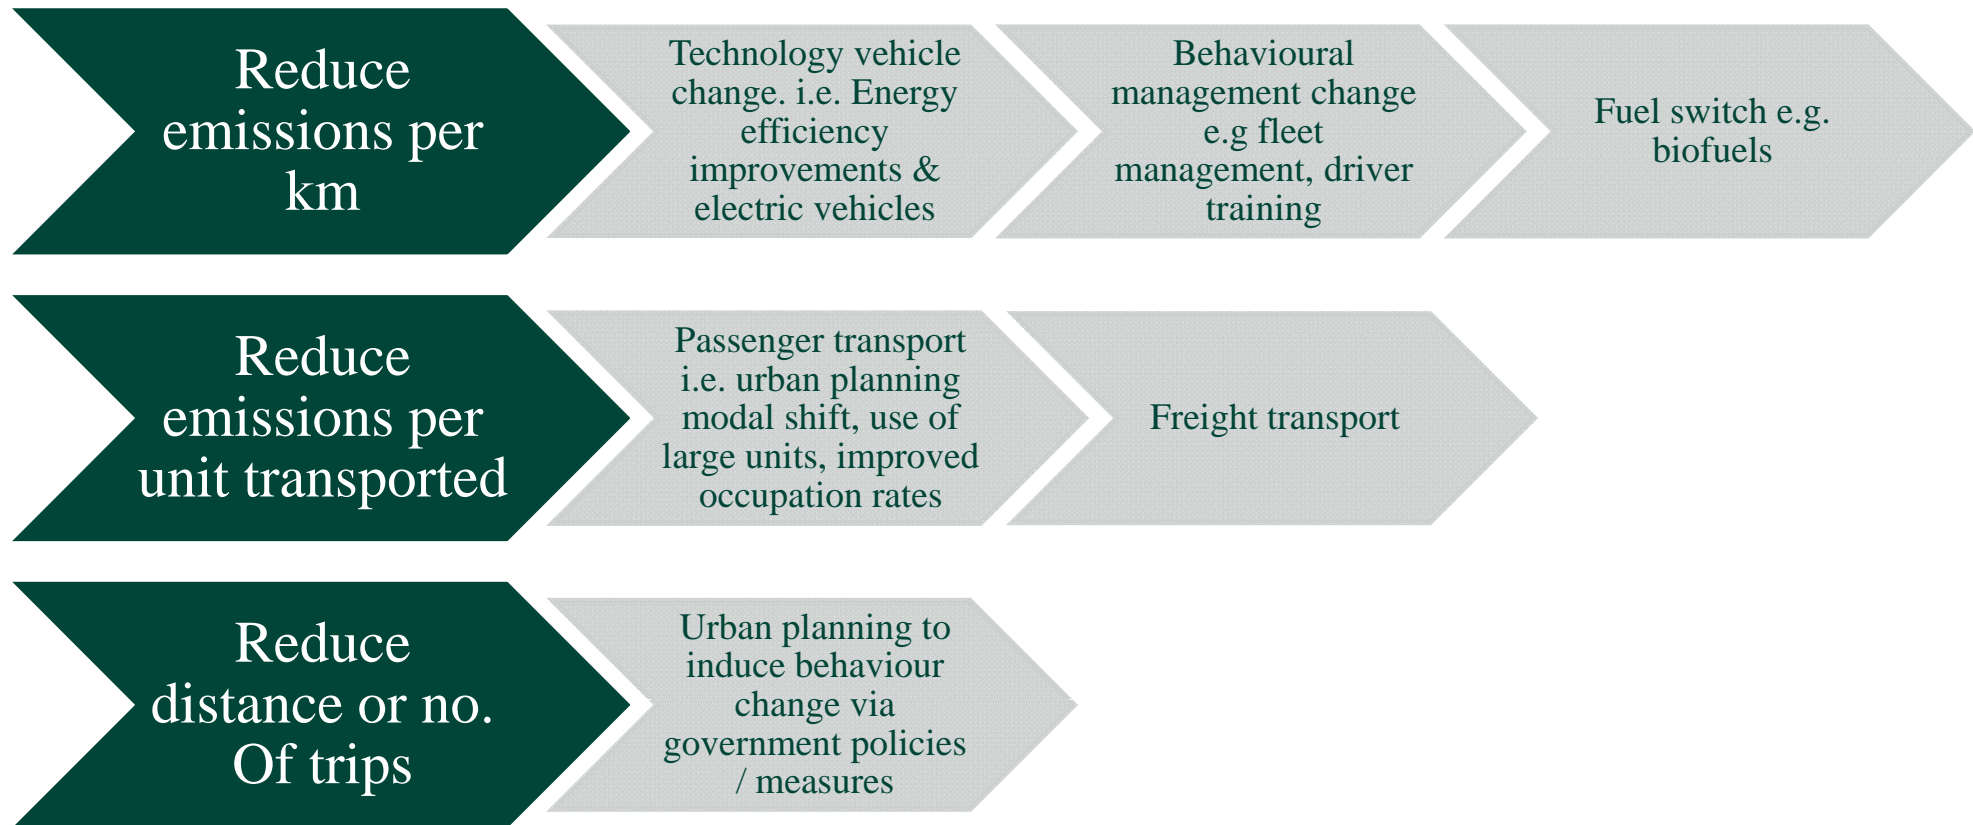 Reduce
emissions per
km
Technology vehicle
change. i.e. Energy
efficiency
improvements &
electric vehicles
Behavioural
management change
e.g fleet
management, driver
training
Fuel switch e.g.
biofuels
Reduce
emissions per
unit transported
Passenger transport
i.e. urban planning
modal shift, use of
large units, improved
occupation rates
Freight transport
Reduce
distance or no.
Of trips
Urban planning to
induce behaviour
change via
government policies
/ measures